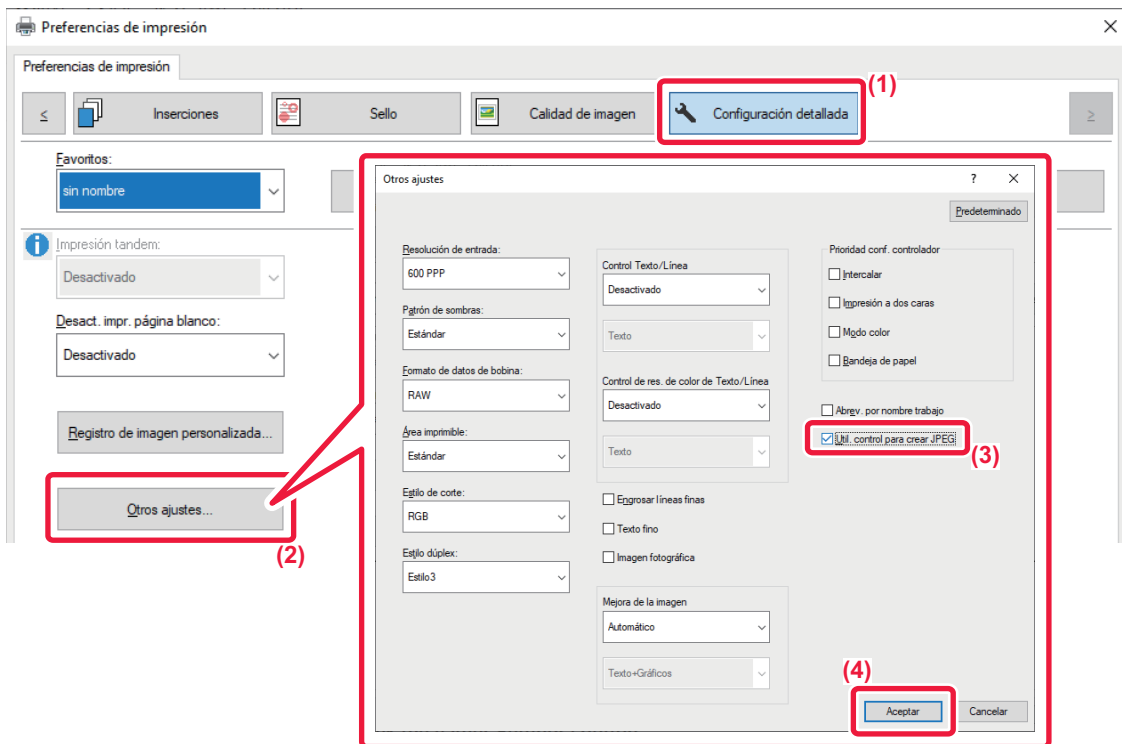 Preferencias de impresión
Preferencias de impresión
(1)
≤
Inserciones
Sello
Calidad de imagen
Configuración detallada
≥
Favoritos:
sin nombre
Impresión tandem:
Desactivado
Desact. impr. página blanco:
Desactivado
Registro de imagen personalizada...
Otros ajustes...
(2)
Otros ajustes
?
Predeterminado
Resolución de entrada:
600 PPP
Patrón de sombras:
Estándar
Formato de datos de bobina:
RAW
Área imprimible:
Estándar
Estilo de corte:
RGB
Estilo dúplex:
Estilo3
Control Texto/Línea
Desactivado
Texto
Control de res. de color de Texto/Línea
Desactivado
Texto
Engrosar líneas finas
Texto fino
Imagen fotográfica
Mejora de la imagen
Automático
Texto+Gráficos
Prioridad conf. controlador
Intercalar
Impresión a dos caras
Modo color
Bandeja de papel
Abrev. por nombre trabajo
Util. control para crear JPEG
(3)
(4)
Aceptar
Cancelar